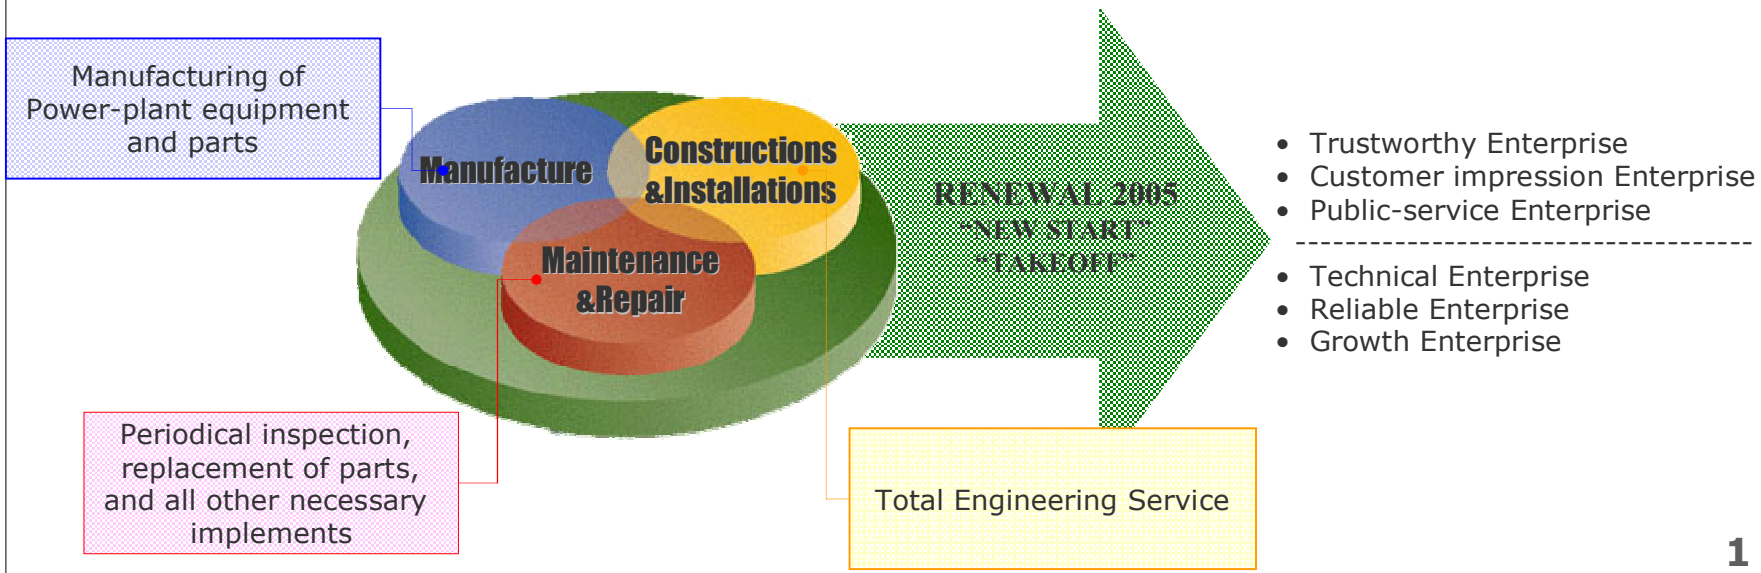 Manufacturing of
Power-plant equipment
and parts
Manufacture
Constructions
&Installations
Maintenance
&Repair
RENEWAL 2005
“NEW START”
“TAKEOFF”
• Trustworthy Enterprise
• Customer impression Enterprise
• Public-service Enterprise
-------------------------------------
• Technical Enterprise
• Reliable Enterprise
• Growth Enterprise
Periodical inspection,
replacement of parts,
and all other necessary
implements
Total Engineering Service
1